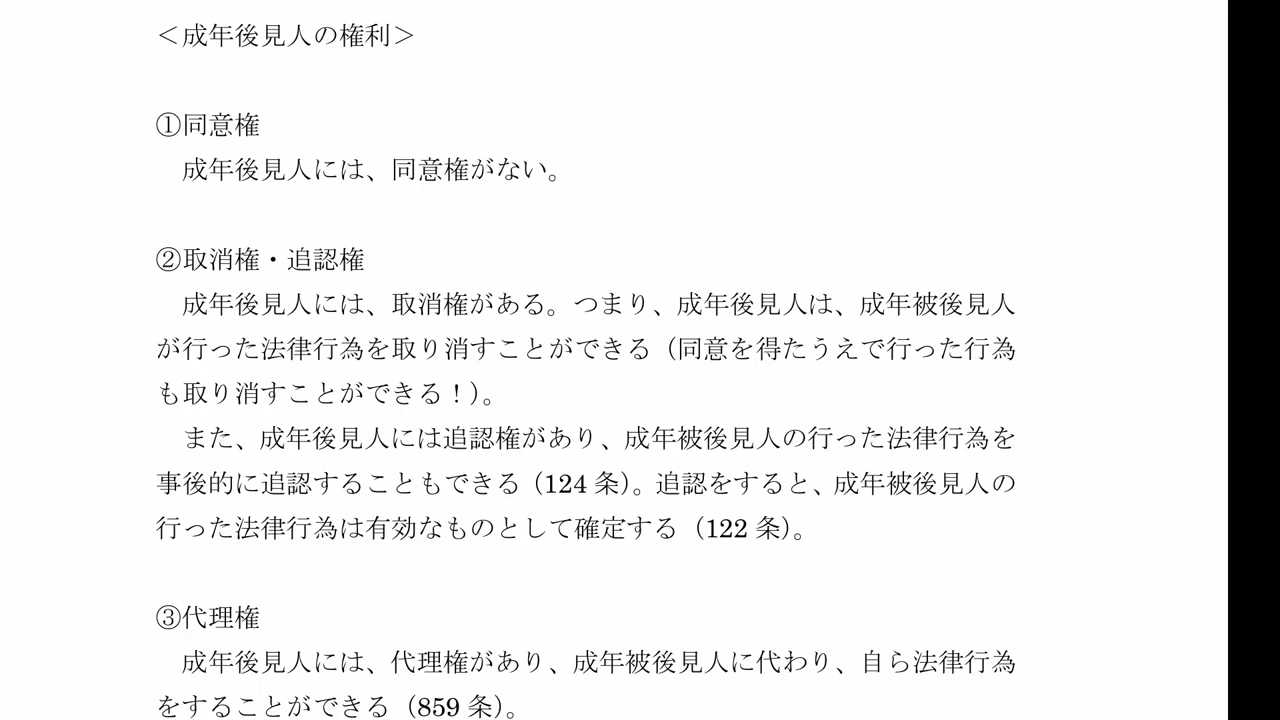 ＜成年後見人の権利＞
①同意権
成年後見人には、同意権がない。
②取消権・追認権
成年後見人には、取消権がある。つまり、成年後見人は、成年被後見人
が行った法律行為を取り消すことができる（同意を得たうえで行った行為
も取り消すことができる！）。
また、成年後見人には追認権があり、成年被後見人の行った法律行為を
事後的に追認することもできる（124 条）。追認をすると、成年被後見人の
行った法律行為は有効なものとして確定する（122 条）。
③代理権
成年後見人には、代理権があり、成年被後見人に代わり、自ら法律行為
をすることができる（859 条）。